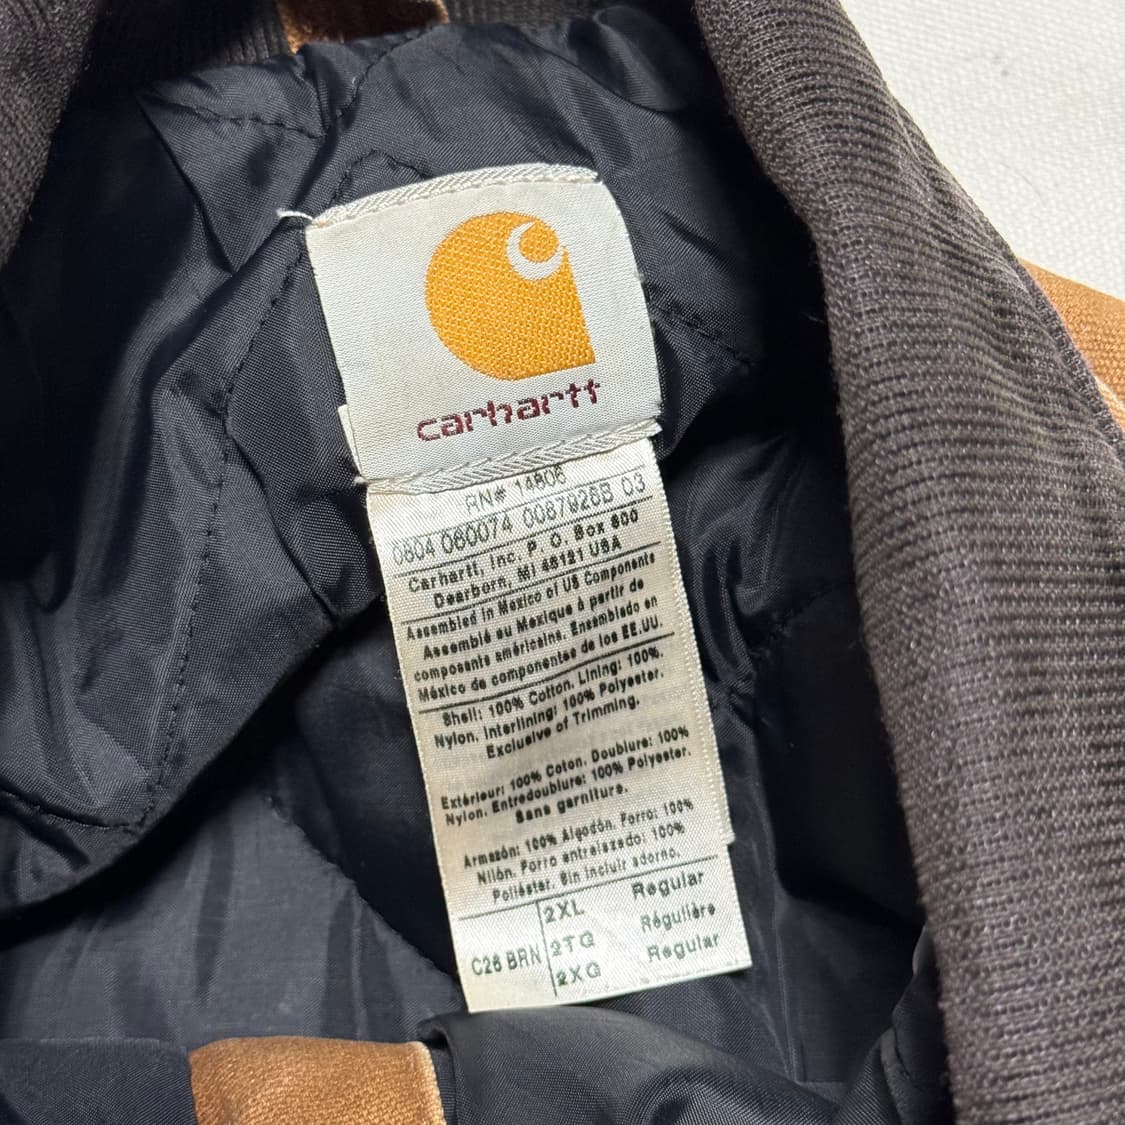 carhartt
RN# 14806
0804 060074 0087926B 03
Carhartt, Inc. P. O. Box 600
Dearborn, MI 48121 USA
Assembled in Mexico of US Components
Assemblé au Mexique à partir de
composants américains. Ensamblado en
México de componentes de los EE.UU.
Shell: 100% Cotton. Lining: 100%
Nylon. Interlining: 100% Polyester.
Exclusive of Trimming.
Extérieur: 100% Coton. Doublure: 100%
Nylon. Entredoublure: 100% Polyester.
Sans garniture.
Armazón: 100% Algodón. Forro: 100%
Nilón. Forro entrelazado: 100%
Poliéster. Sin incluir adorno.
C26 BRN
2XL Regular
2TG Régulière
2XG Regular